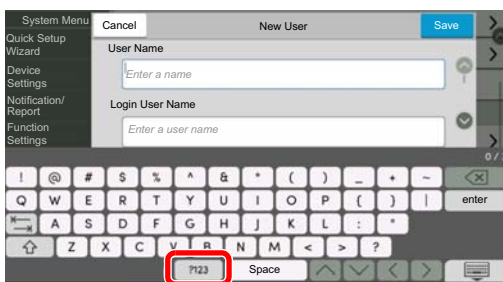 System Menu
Cancel
New User
Save
Quick Setup
Wizard
User Name
Device
Settings
Enter a name
Notification/
Report
Login User Name
Function
Settings
Enter a user name
! @ # $ % ^ & * ( ) _ + ~
Q W E R T Y U I O P { } | enter
A S D F G H J K L : "
Z X C V B N M < > ?
?123 Space